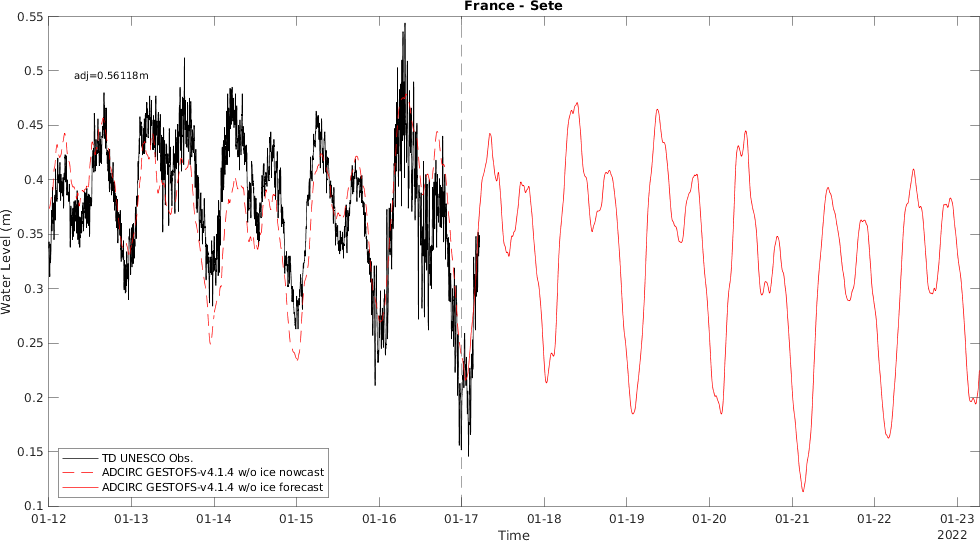 France - Sete
0.55
0.5
0.45
0.4
0.35
0.3
0.25
0.2
0.15
0.1
Water Level (m)
adj=0.56118m
TD UNESCO Obs.
ADCIRC GESTOFS-v4.1.4 w/o ice nowcast
ADCIRC GESTOFS-v4.1.4 w/o ice forecast
01-12 01-13 01-14 01-15 01-16 01-17 01-18 01-19 01-20 01-21 01-22 01-23
Time
2022